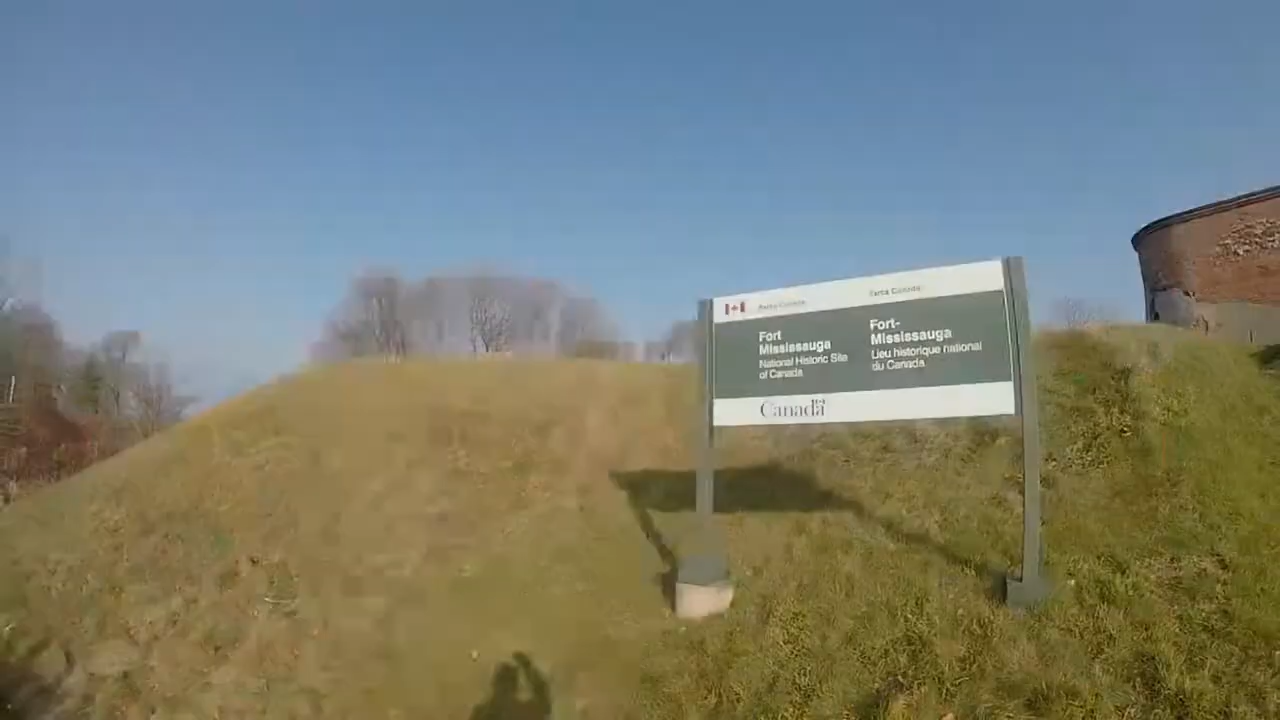 Parks Canada
Parcs Canada
Fort
Mississauga
National Historic Site
of Canada
Fort-
Mississauga
Lieu historique national
du Canada
Canada